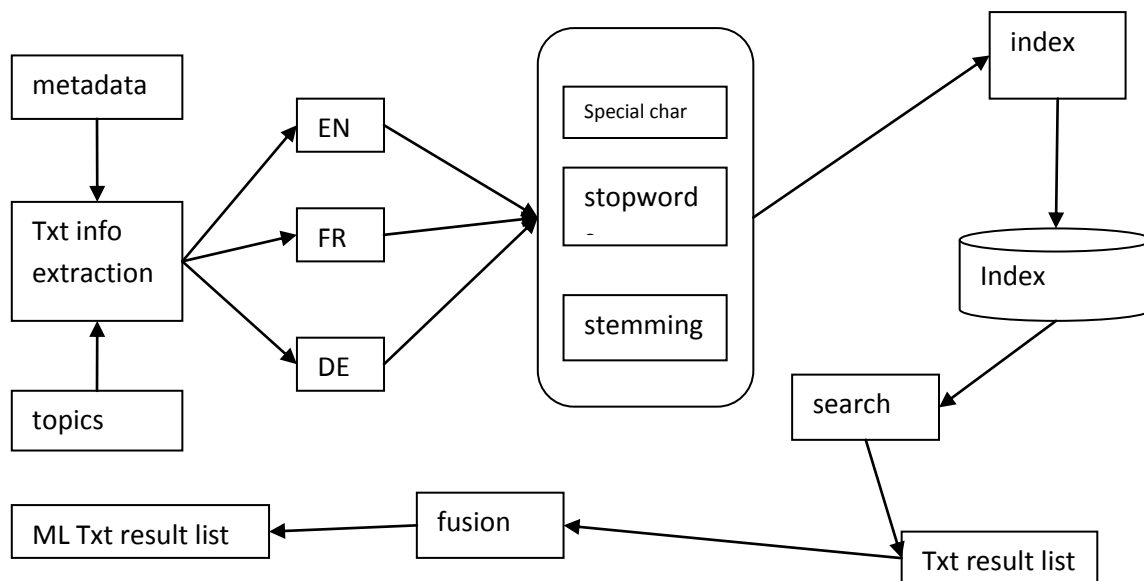 metadata
Txt info
extraction
topics
EN
FR
DE
Special char
stopword
stemming
index
Index
search
Txt result list
fusion
ML Txt result list